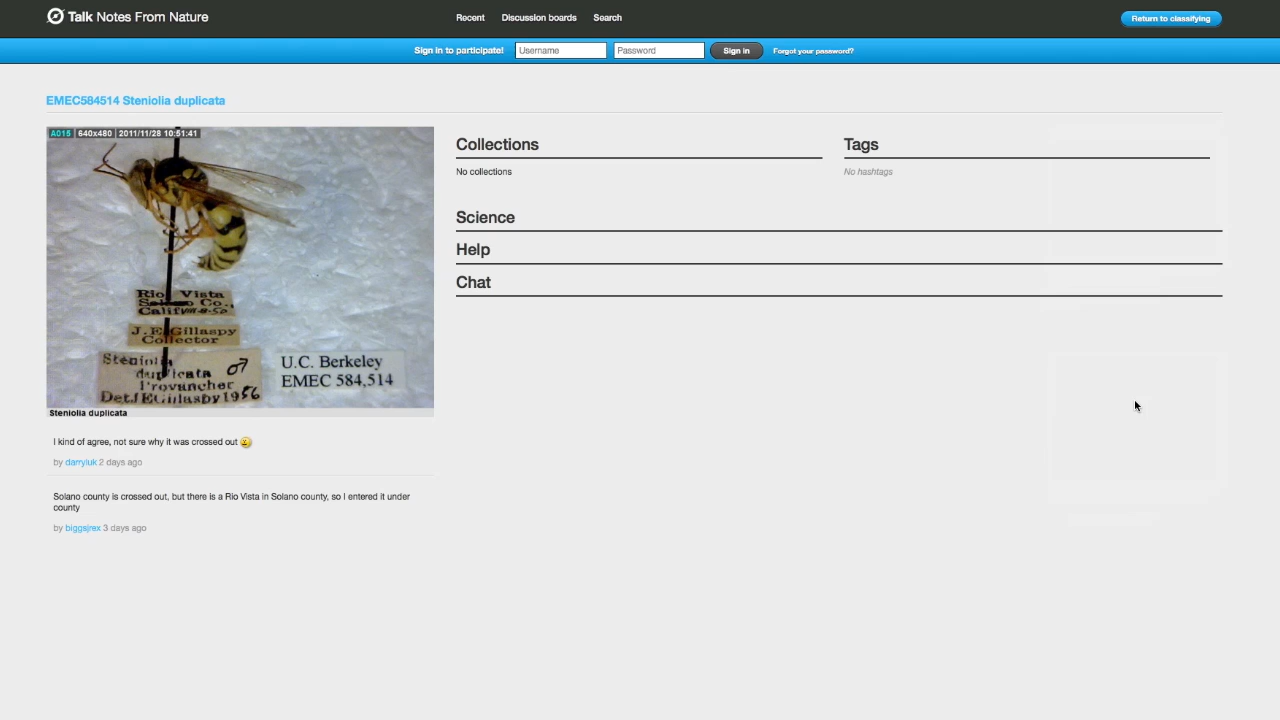 Talk Notes From Nature
Recent
Discussion boards
Search
Return to classifying
Sign in to participate!
Username
Password
Sign in
Forgot your password?
EMEC584514 Steniolia duplicata
A015 640x480 2011/11/28 10:51:41
Rio Vista
Solano Co.,
Calif VIII-8-50
J. E. Gillaspy
Collector
Steniolia
duplicata ♂
Provancher
Det. J E Gillaspy 1956
U.C. Berkeley
EMEC 584,514
Steniolia duplicata
I kind of agree, not sure why it was crossed out
by darryluk 2 days ago
Solano county is crossed out, but there is a Rio Vista in Solano county, so I entered it under
county
by biggsjrex 3 days ago
Collections
No collections
Tags
No hashtags
Science
Help
Chat